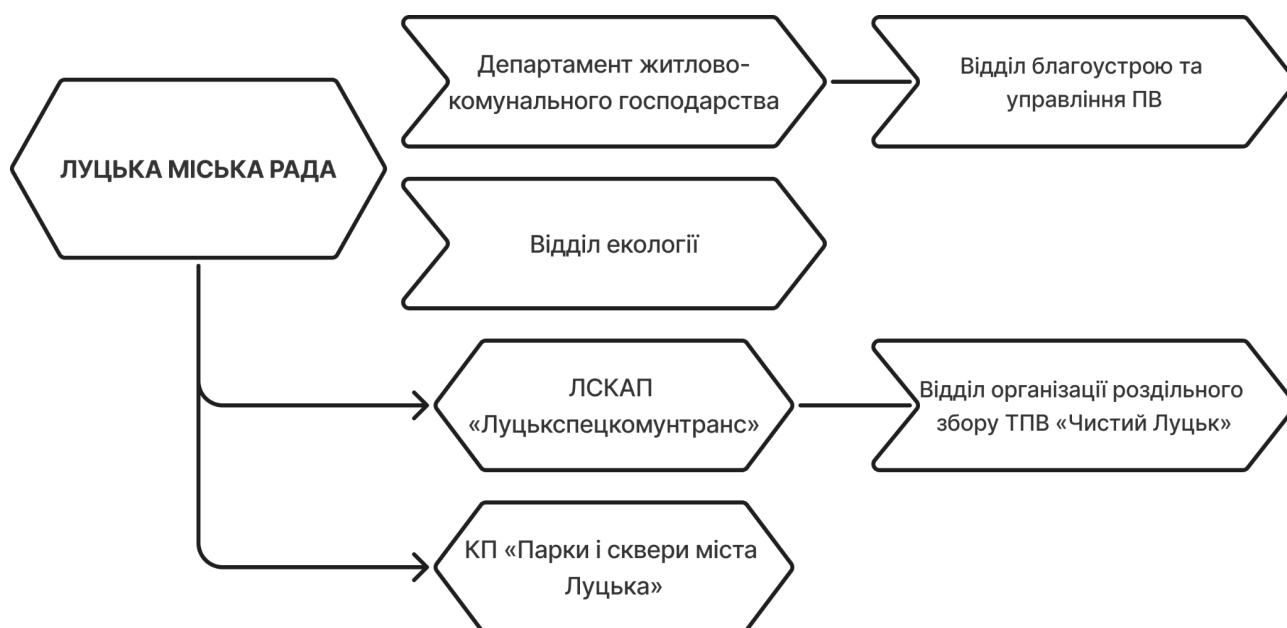 Департамент житлово-
комунального господарства
Відділ благоустрою та
управління ПВ
ЛУЦЬКА МІСЬКА РАДА
Відділ екології
ЛСКАП
«Луцькспецкомунтранс»
Відділ організації роздільного
збору ТПВ «Чистий Луцьк»
КП «Парки і сквери міста
Луцька»